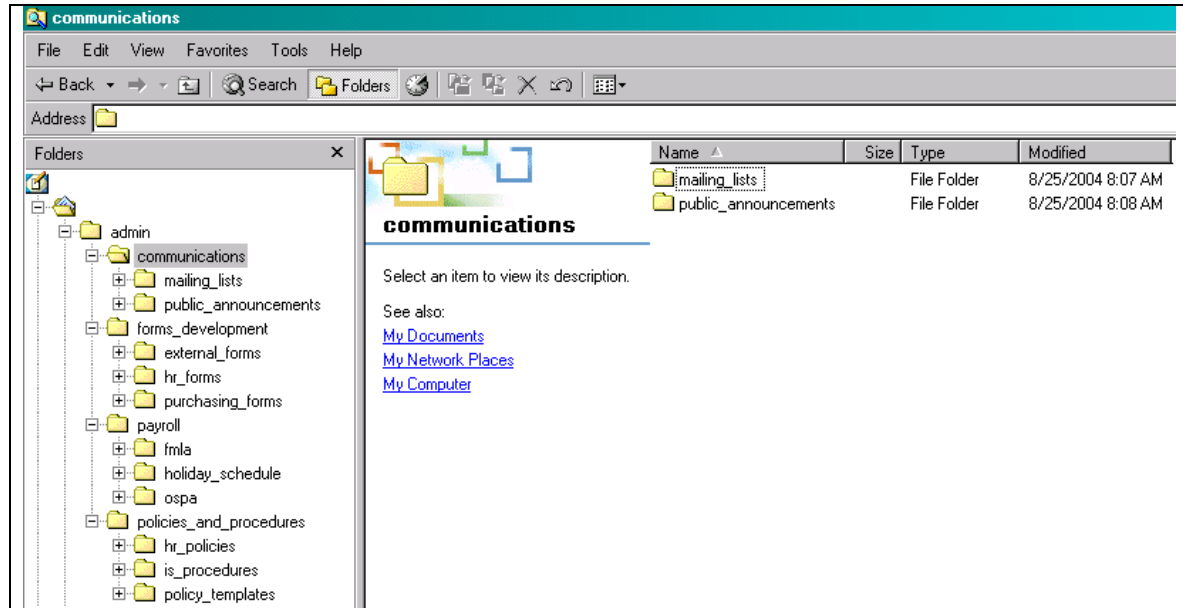 communications
File Edit View Favorites Tools Help
Back Search Folders
Address
Folders x
admin
communications
mailing_lists
public_announcements
forms_development
external_forms
hr_forms
purchasing_forms
payroll
fmla
holiday_schedule
ospa
policies_and_procedures
hr_policies
is_procedures
policy_templates
communications
Select an item to view its description.
See also:
My Documents
My Network Places
My Computer
Name Size Type Modified
mailing_lists File Folder 8/25/2004 8:07 AM
public_announcements File Folder 8/25/2004 8:08 AM